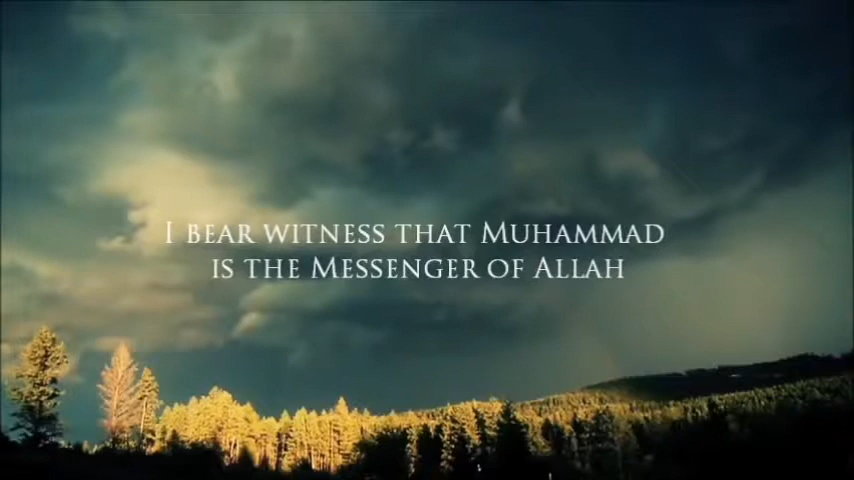 I bear witness that Muhammad
is the Messenger of Allah